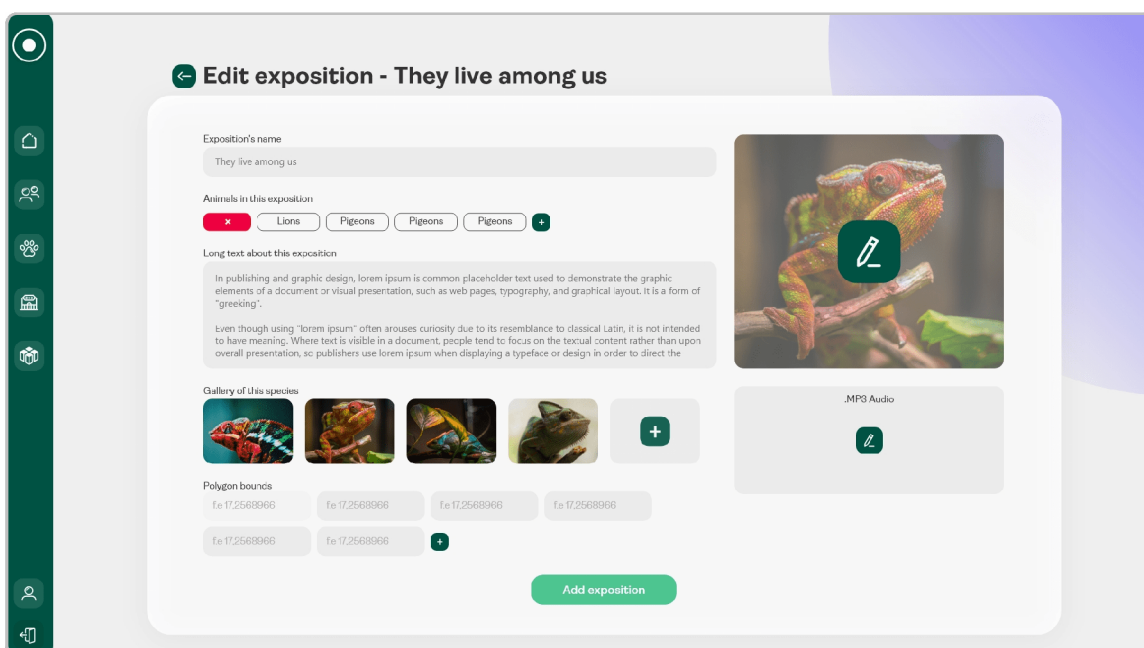 Edit exposition - They live among us
Exposition's name
They live among us
Animals in this exposition
Lions Pigeons Pigeons Pigeons
Long text about this exposition
In publishing and graphic design, lorem ipsum is common placeholder text used to demonstrate the graphic
elements of a document or visual presentation, such as web pages, typography, and graphical layout. It is a form of
"greeking".
Even though using "lorem ipsum" often arouses curiosity due to its resemblance to classical Latin, it is not intended
to have meaning. Where text is visible in a document, people tend to focus on the textual content rather than upon
overall presentation, so publishers use lorem ipsum when displaying a typeface or design in order to direct the
.MP3 Audio
Gallery of this species
Polygon bounds
f.e 17,2568966 f.e 17,2568966 f.e 17,2568966 f.e 17,2568966
f.e 17,2568966 f.e 17,2568966
Add exposition